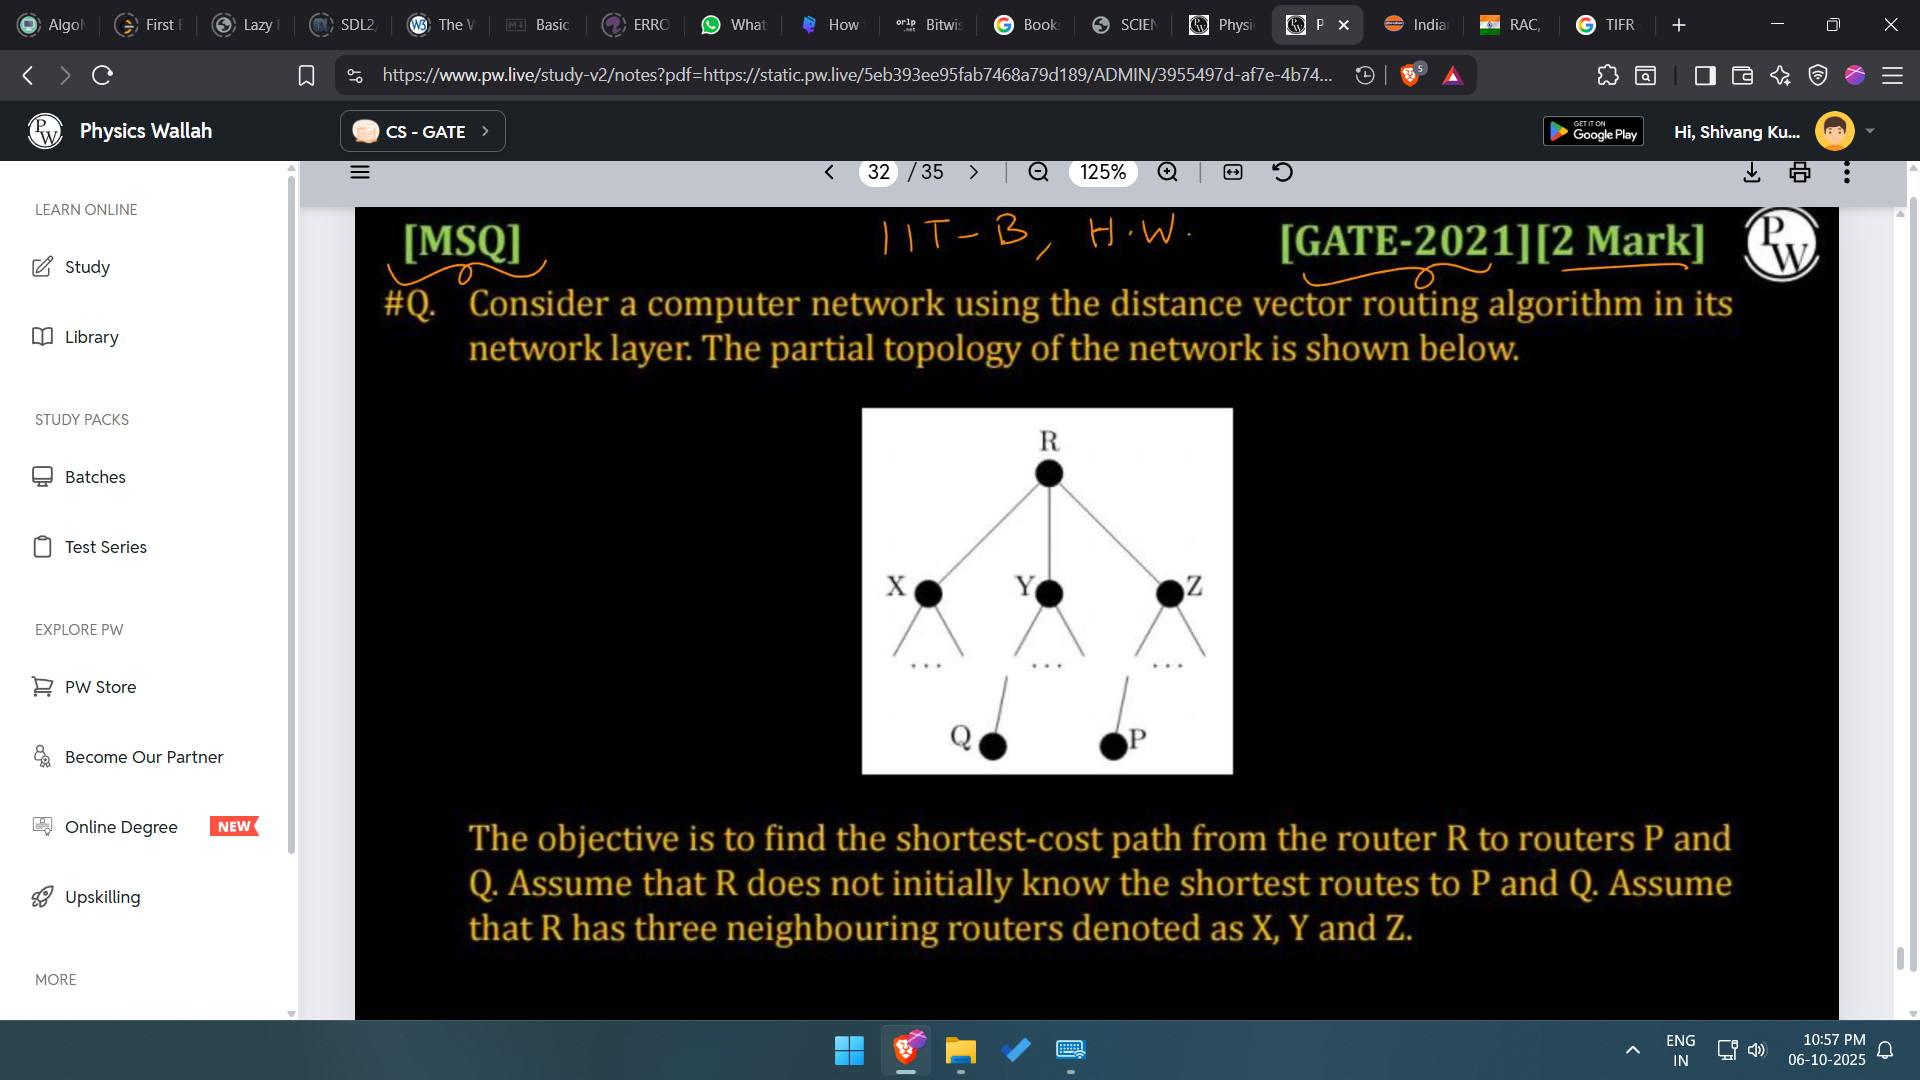 Algo
First
Lazy
SDL2
W3
The
Basic
ERRO
What
How
orlp
.net
Bitwi
Book
SCIEN
Physi
P
India
RAC,
TIFR
https://www.pw.live/study-v2/notes?pdf=https://static.pw.live/5eb393ee95fab7468a79d189/ADMIN/3955497d-af7e-4b74...
5
PW
Physics Wallah
CS - GATE
GET IT ON
Google Play
Hi, Shivang Ku...
LEARN ONLINE
Study
Library
STUDY PACKS
Batches
Test Series
EXPLORE PW
PW Store
Become Our Partner
Online Degree
NEW
Upskilling
MORE
32 / 35
125%
[MSQ]
IIT-B, H.W.
[GATE-2021][2 Mark]
PW
#Q. Consider a computer network using the distance vector routing algorithm in its
network layer. The partial topology of the network is shown below.
R
X
Y
Z
... ... ...
Q
P
The objective is to find the shortest-cost path from the router R to routers P and
Q. Assume that R does not initially know the shortest routes to P and Q. Assume
that R has three neighbouring routers denoted as X, Y and Z.
ENG
IN
10:57 PM
06-10-2025